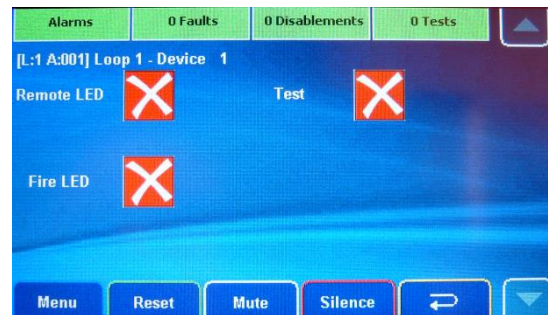 Alarms 0 Faults 0 Disablements 0 Tests
[L:1 A:001] Loop 1 - Device 1
Remote LED Test
Fire LED
Menu Reset Mute Silence